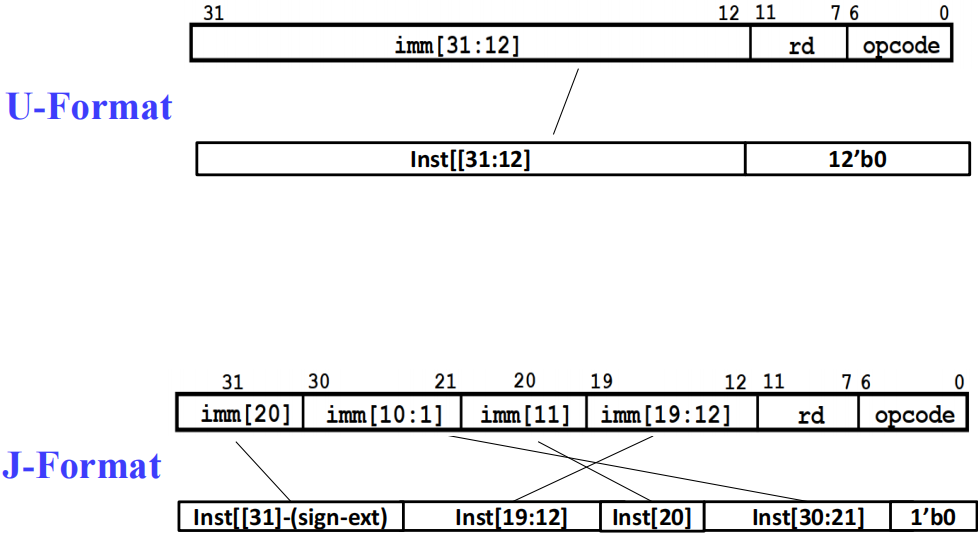 31 12 11 7 6 0
imm[31:12] rd opcode
U-Format
Inst[[31:12] 12'b0
31 30 21 20 19 12 11 7 6 0
imm[20] imm[10:1] imm[11] imm[19:12] rd opcode
J-Format
Inst[[31]-(sign-ext) Inst[19:12] Inst[20] Inst[30:21] 1'b0